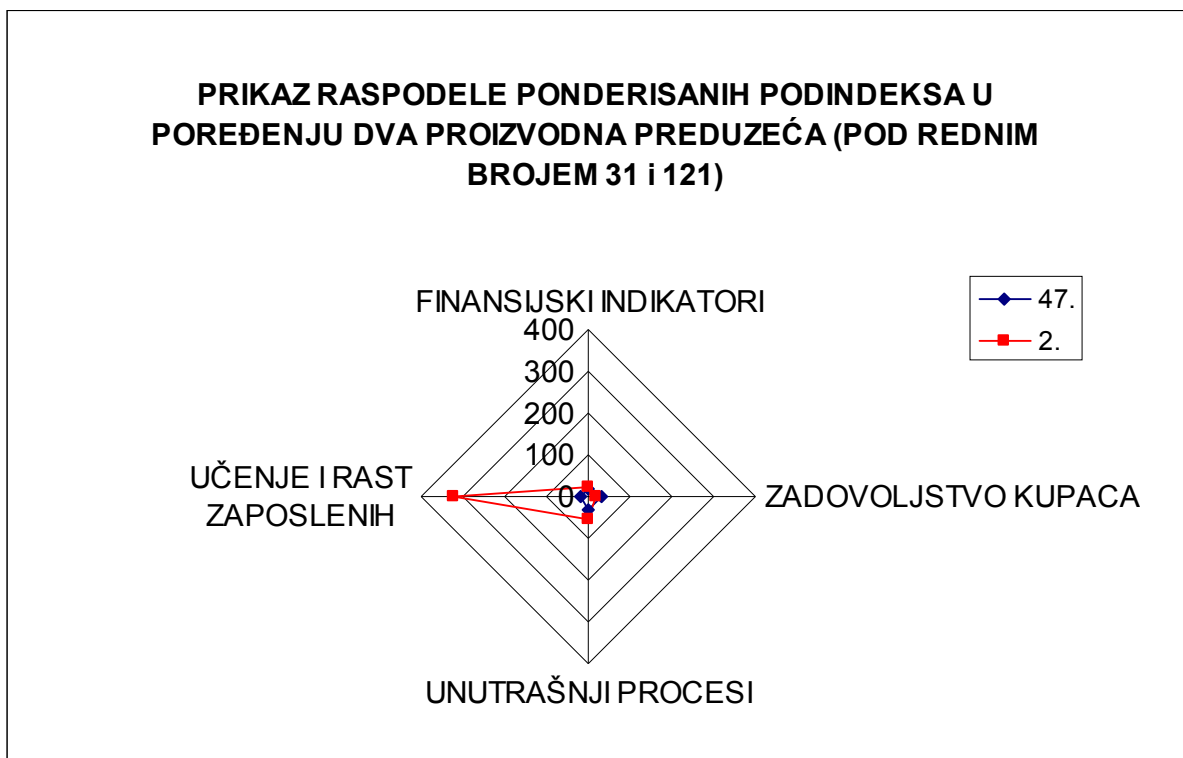 PRIKAZ RASPODELE PONDERISANIH PODINDEKSA U
POREĐENJU DVA PROIZVODNA PREDUZEĆA (POD REDNIM
BROJEM 31 i 121)
FINANSIJSKI INDIKATORI
400
300
200
100
0
47.
2.
UČENJE I RAST
ZAPOSLENIH
ZADOVOLJSTVO KUPACA
UNUTRAŠNJI PROCESI